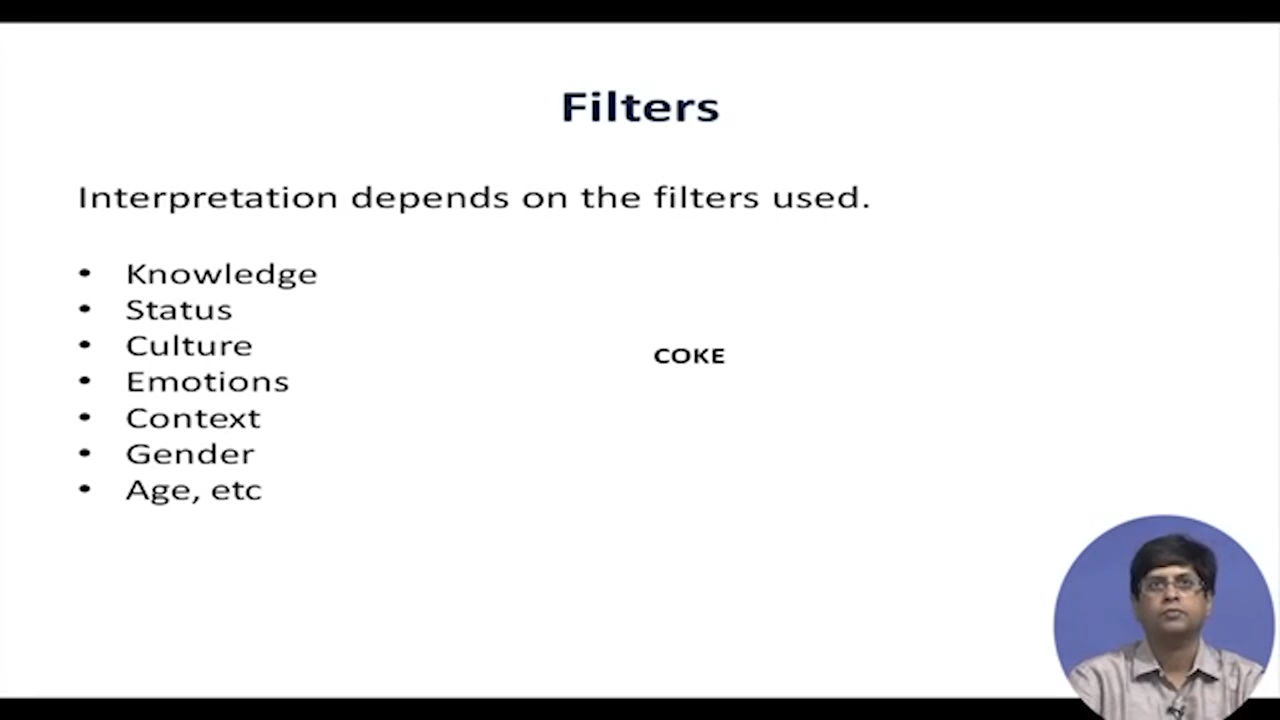 Filters
Interpretation depends on the filters used.
• Knowledge
• Status
• Culture
• Emotions
• Context
• Gender
• Age, etc
COKE